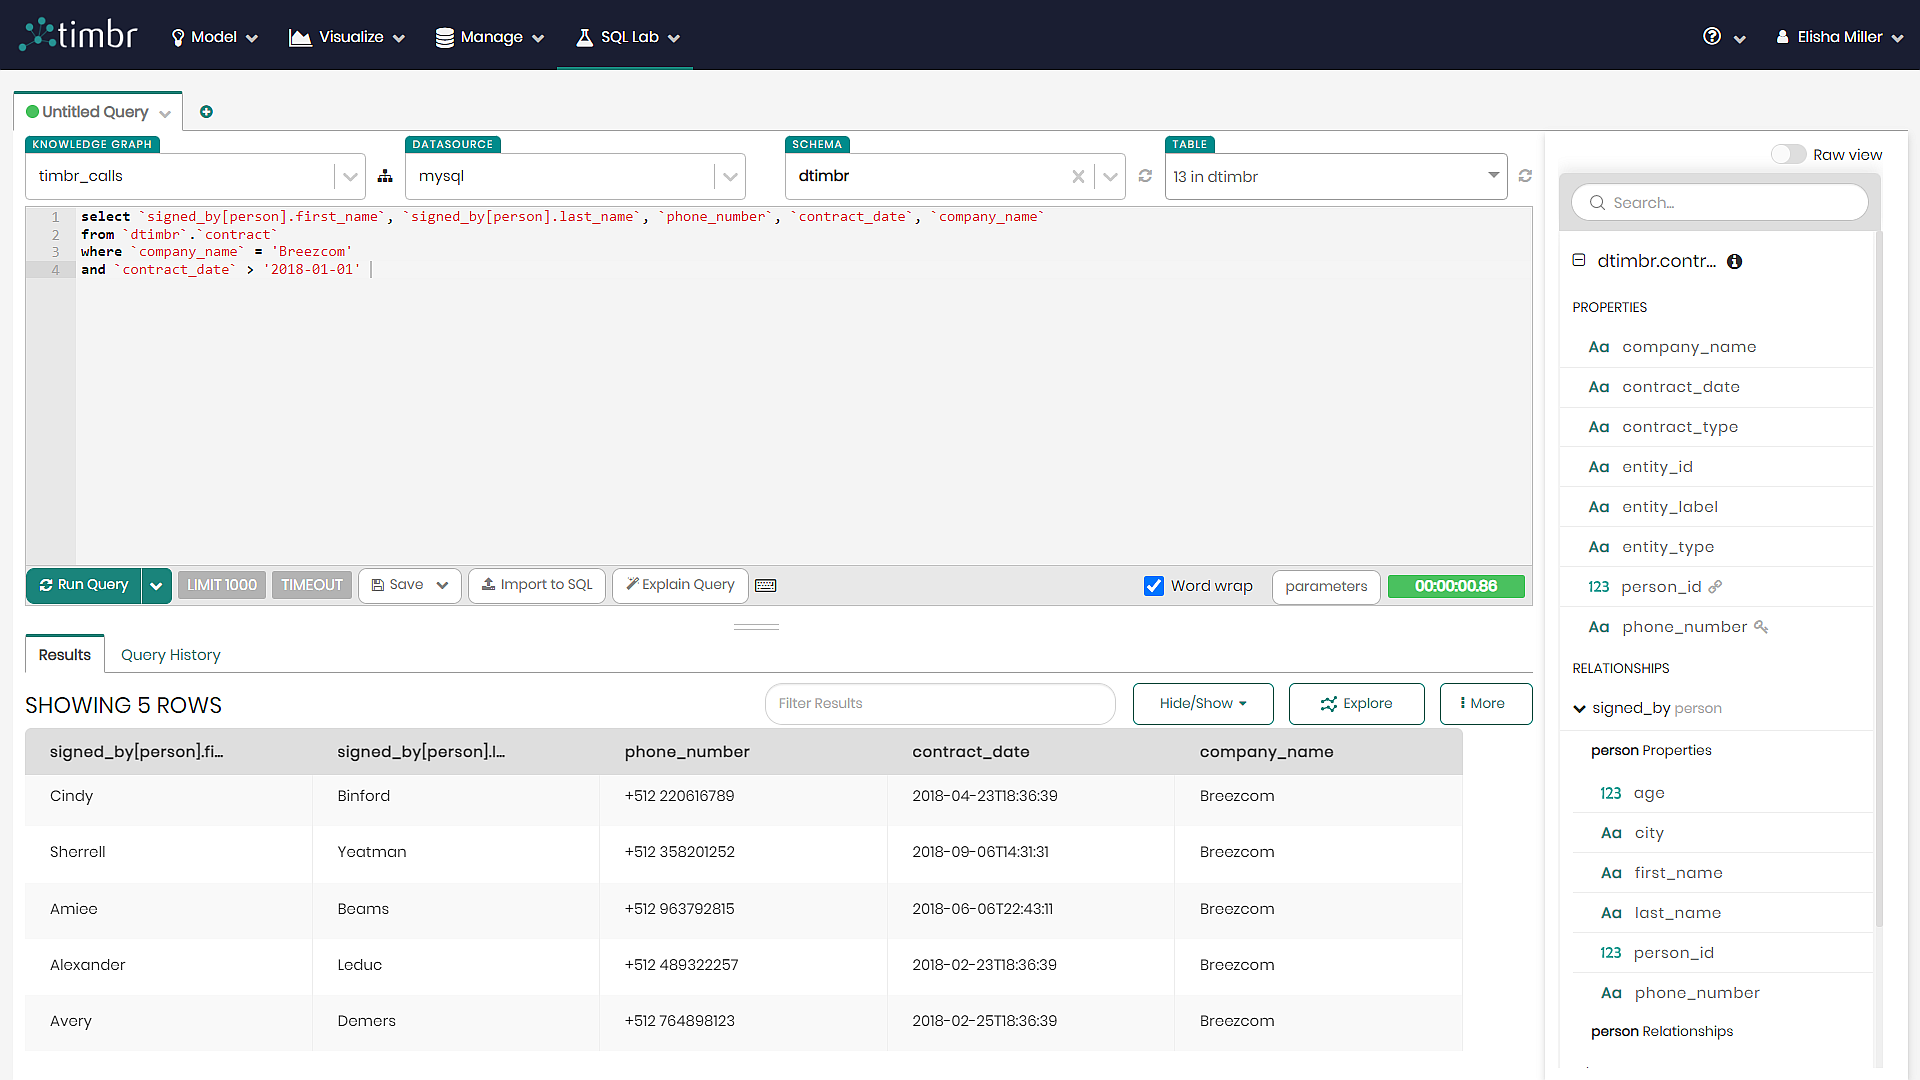 timbr Model Visualize Manage SQL Lab Elisha Miller
Untitled Query
KNOWLEDGE GRAPH DATASOURCE SCHEMA TABLE
timbr_calls mysql dtimbr 13 in dtimbr
1 select `signed_by[person].first_name`, `signed_by[person].last_name`, `phone_number`, `contract_date`, `company_name`
2 from `dtimbr`.`contract`
3 where `company_name` = 'Breezcom'
4 and `contract_date` > '2018-01-01'
Run Query LIMIT 1000 TIMEOUT Save Import to SQL Explain Query Word wrap parameters 00:00:00.86
Results Query History
SHOWING 5 ROWS Filter Results Hide/Show Explore More
signed_by[person].fi... signed_by[person].l... phone_number contract_date company_name
Cindy Binford +512 220616789 2018-04-23T18:36:39 Breezcom
Sherrell Yeatman +512 358201252 2018-09-06T14:31:31 Breezcom
Amiee Beams +512 963792815 2018-06-06T22:43:11 Breezcom
Alexander Leduc +512 489322257 2018-02-23T18:36:39 Breezcom
Avery Demers +512 764898123 2018-02-25T18:36:39 Breezcom
Raw view
Search...
dtimbr.contr...
PROPERTIES
Aa company_name
Aa contract_date
Aa contract_type
Aa entity_id
Aa entity_label
Aa entity_type
123 person_id
Aa phone_number
RELATIONSHIPS
signed_by person
person Properties
123 age
Aa city
Aa first_name
Aa last_name
123 person_id
Aa phone_number
person Relationships